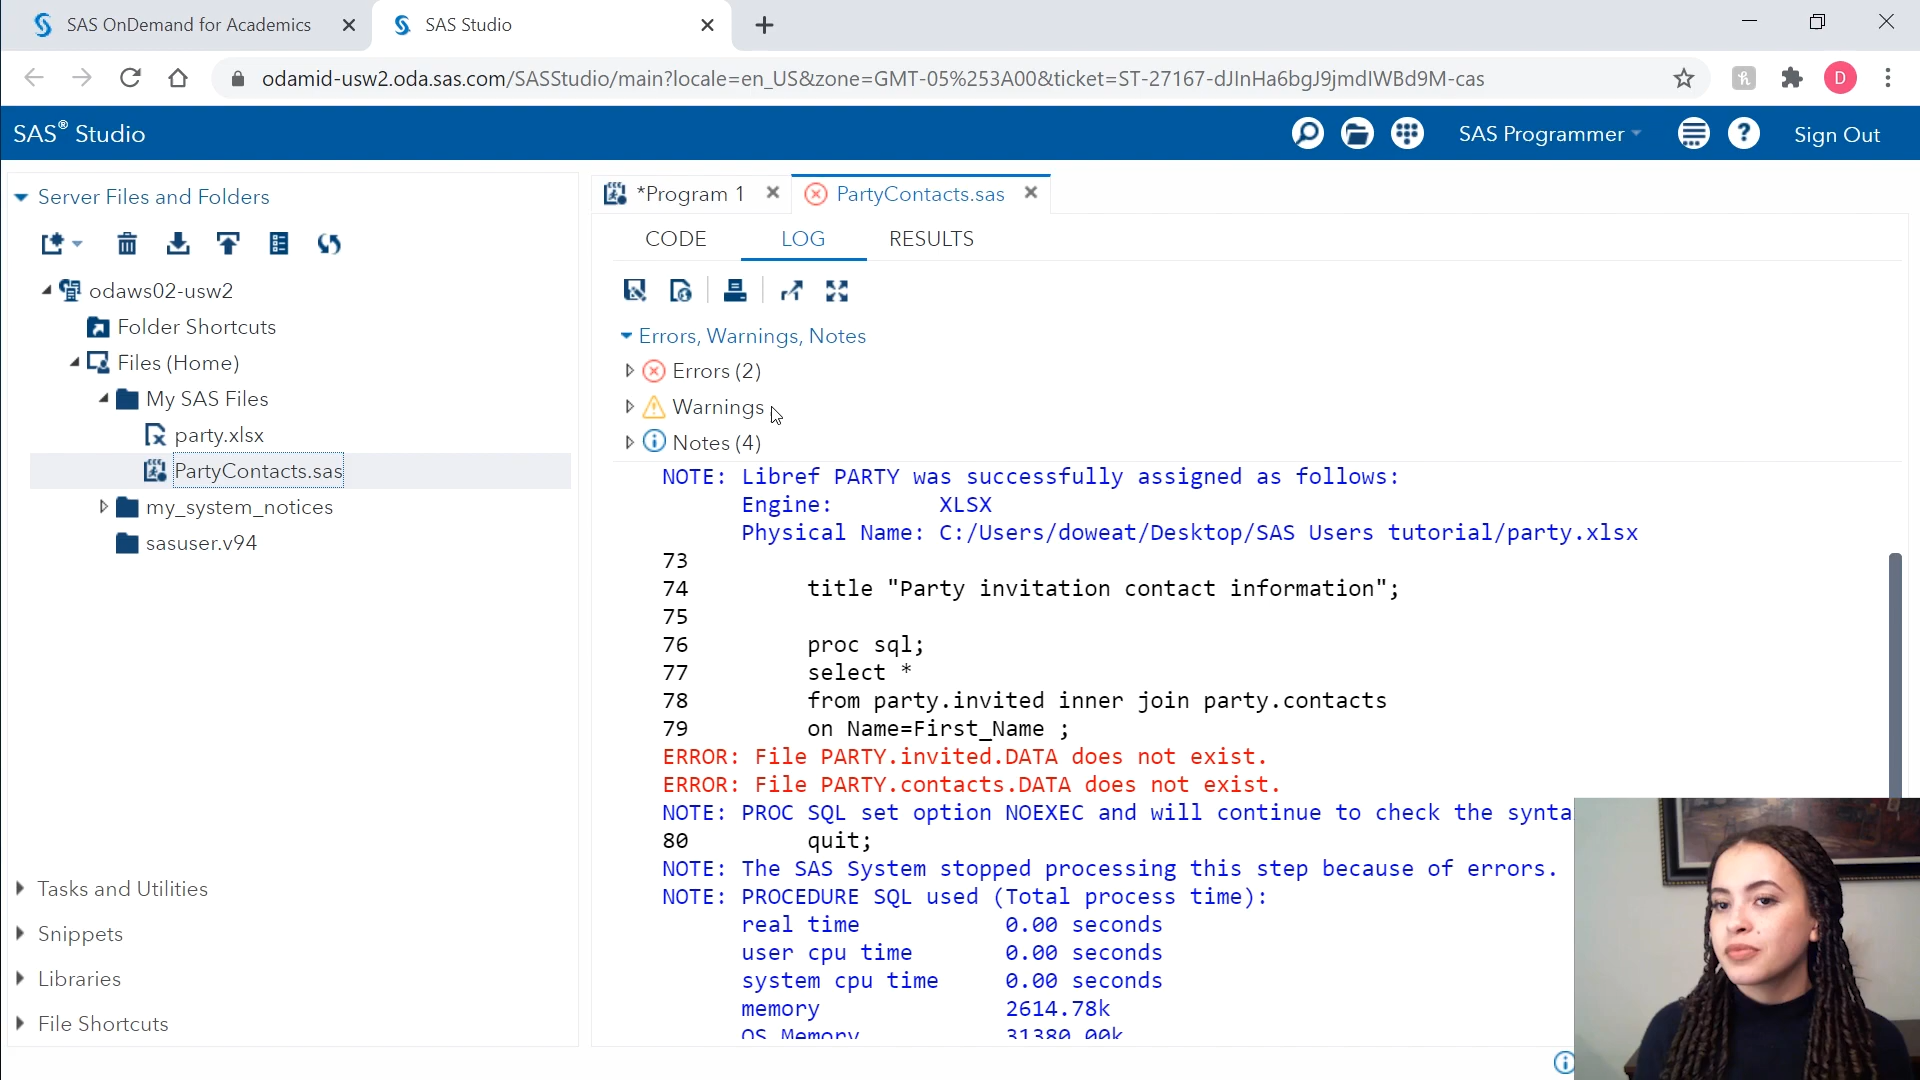 SAS OnDemand for Academics
SAS Studio
odamid-usw2.oda.sas.com/SASStudio/main?locale=en_US&zone=GMT-05%253A00&ticket=ST-27167-dJInHa6bgJ9jmdIWBd9M-cas
h
D
SAS® Studio
SAS Programmer
?
Sign Out
Server Files and Folders
odaws02-usw2
Folder Shortcuts
Files (Home)
My SAS Files
party.xlsx
PartyContacts.sas
my_system_notices
sasuser.v94
Tasks and Utilities
Snippets
Libraries
File Shortcuts
*Program 1
PartyContacts.sas
CODE
LOG
RESULTS
Errors, Warnings, Notes
Errors (2)
Warnings
Notes (4)
NOTE: Libref PARTY was successfully assigned as follows:
Engine: XLSX
Physical Name: C:/Users/doweat/Desktop/SAS Users tutorial/party.xlsx
73
74 title "Party invitation contact information";
75
76 proc sql;
77 select *
78 from party.invited inner join party.contacts
79 on Name=First_Name ;
ERROR: File PARTY.invited.DATA does not exist.
ERROR: File PARTY.contacts.DATA does not exist.
NOTE: PROC SQL set option NOEXEC and will continue to check the synta
80 quit;
NOTE: The SAS System stopped processing this step because of errors.
NOTE: PROCEDURE SQL used (Total process time):
real time 0.00 seconds
user cpu time 0.00 seconds
system cpu time 0.00 seconds
memory 2614.78k
OS Memory 31380.00k